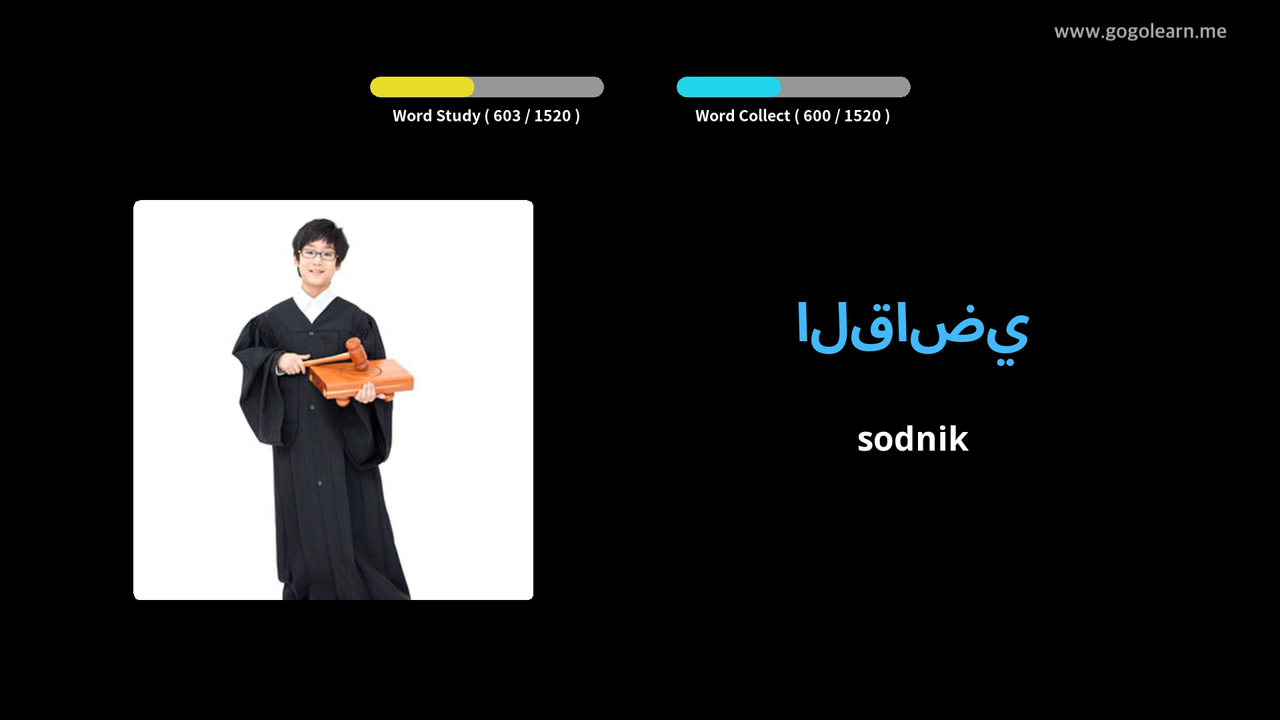 www.gogolearn.me
Word Study ( 603 / 1520 )
Word Collect ( 600 / 1520 )
القاضي
sodnik